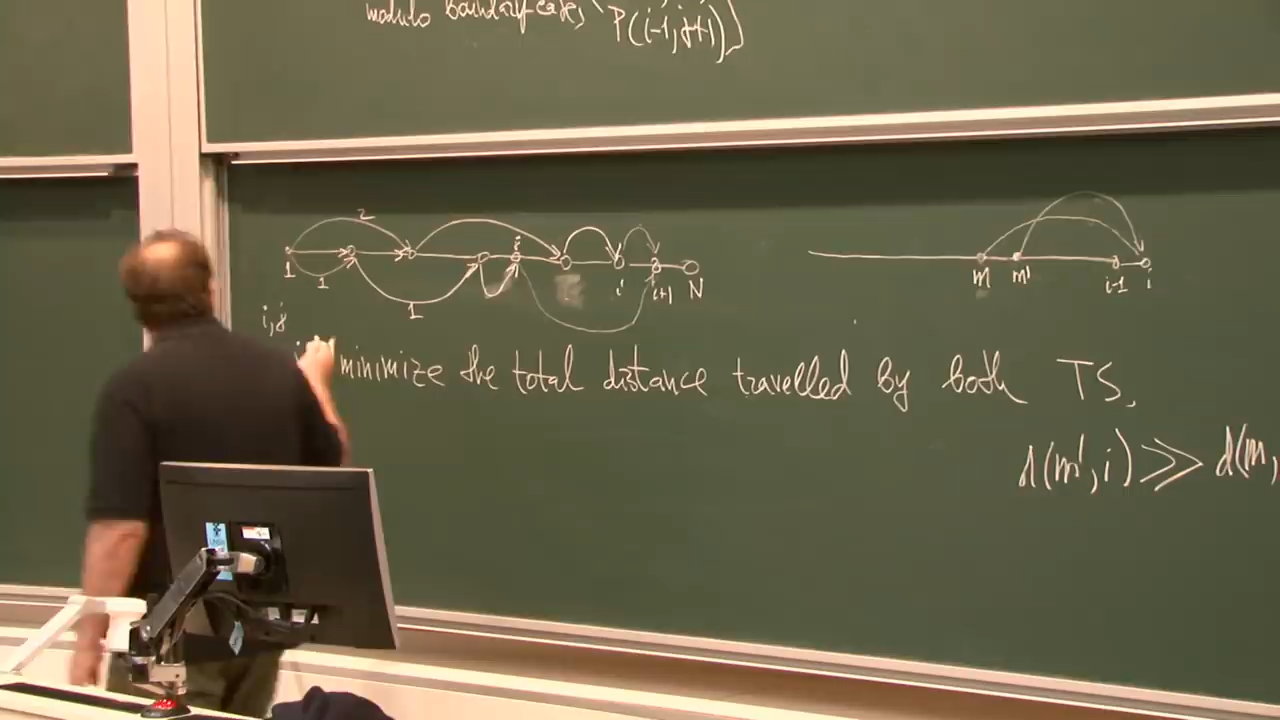 modulo boundary cases, P(i-1, j+1))
2
1 1 1 i i' i+1 N
m m' i-1 i
i,j
minimize the total distance travelled by both TS,
d(m',i) >> d(m,